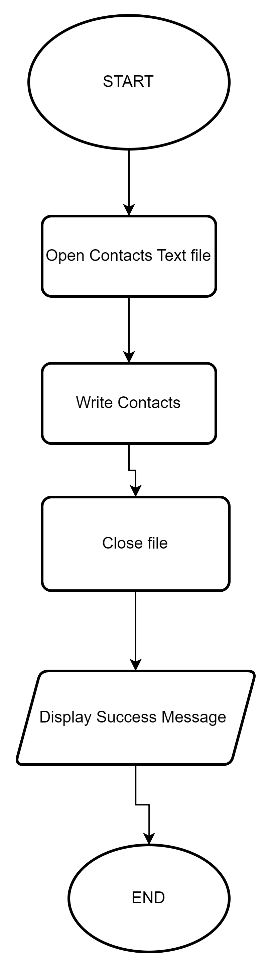 START
Open Contacts Text file
Write Contacts
Close file
Display Success Message
END